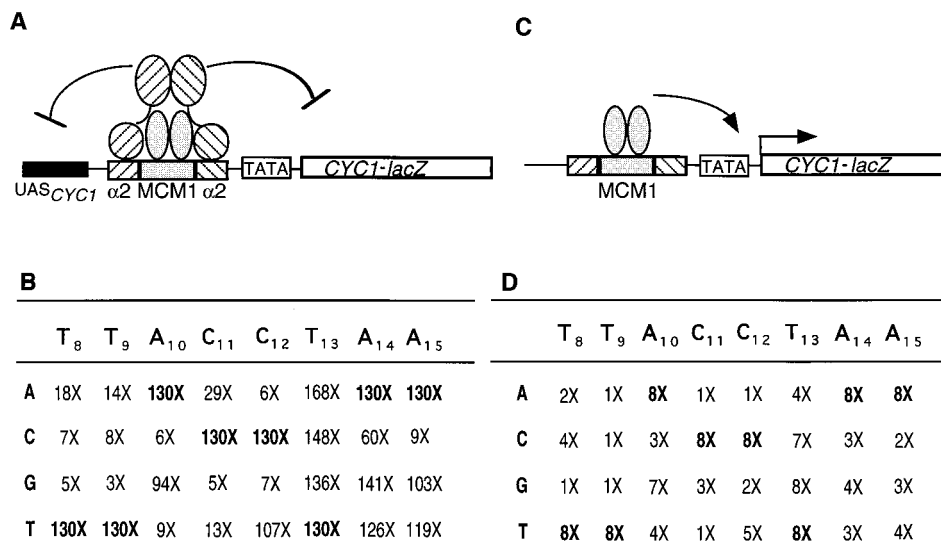 A
UAS CYC1 α2 MCM1 α2 TATA CYC1-lacZ
C
MCM1 TATA CYC1-lacZ
B
T8 T9 A10 C11 C12 T13 A14 A15
A 18X 14X 130X 29X 6X 168X 130X 130X
C 7X 8X 6X 130X 130X 148X 60X 9X
G 5X 3X 94X 5X 7X 136X 141X 103X
T 130X 130X 9X 13X 107X 130X 126X 119X
D
T8 T9 A10 C11 C12 T13 A14 A15
A 2X 1X 8X 1X 1X 4X 8X 8X
C 4X 1X 3X 8X 8X 7X 3X 2X
G 1X 1X 7X 3X 2X 8X 4X 3X
T 8X 8X 4X 1X 5X 8X 3X 4X